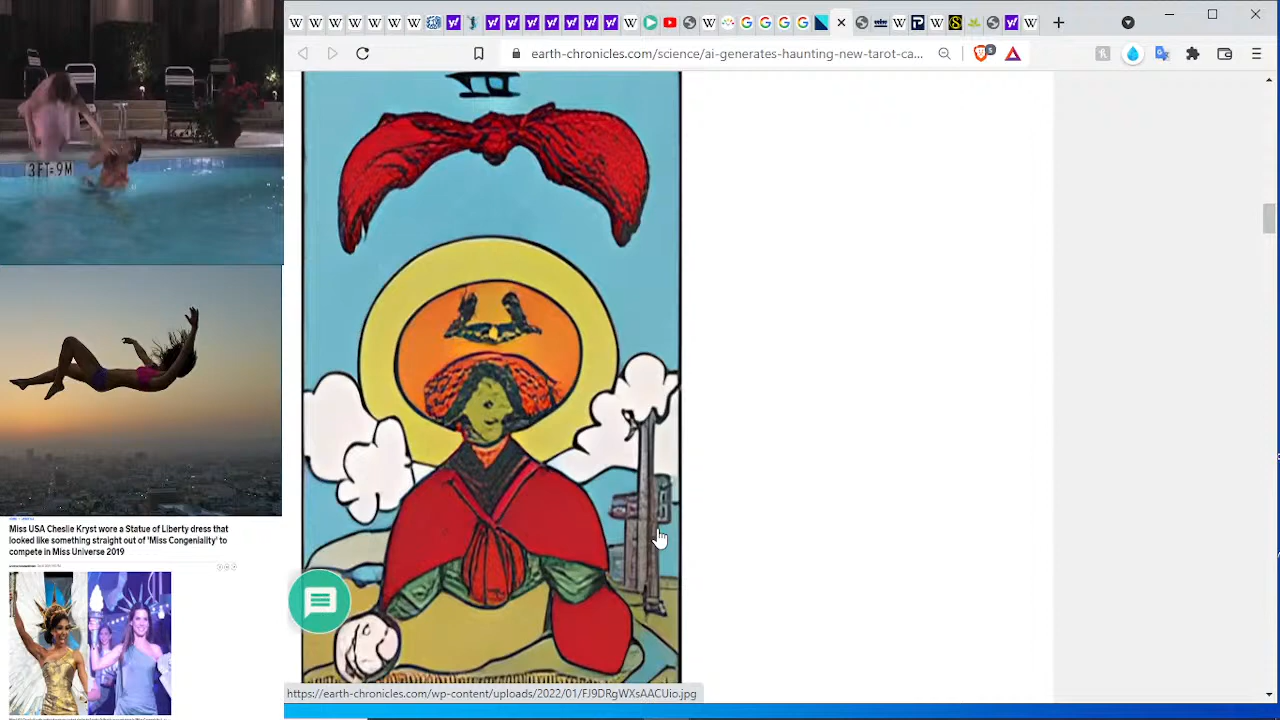 earth-chronicles.com/science/ai-generates-haunting-new-tarot-ca...
3FT=9M
Miss USA Cheslie Kryst wore a Statue of Liberty dress that
looked like something straight out of 'Miss Congeniality' to
compete in Miss Universe 2019
https://earth-chronicles.com/wp-content/uploads/2022/01/FJ9DRgWXsAACUio.jpg